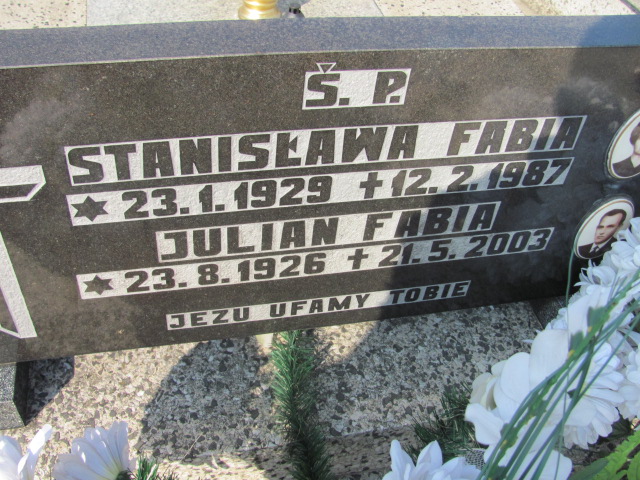 Ś. P.
STANISŁAWA FABIA
✶ 23. 1. 1929 ✝ 12. 2. 1987
JULIAN FABIA
✶ 23. 8. 1926 ✝ 21. 5. 2003
JEZU UFAMY TOBIE